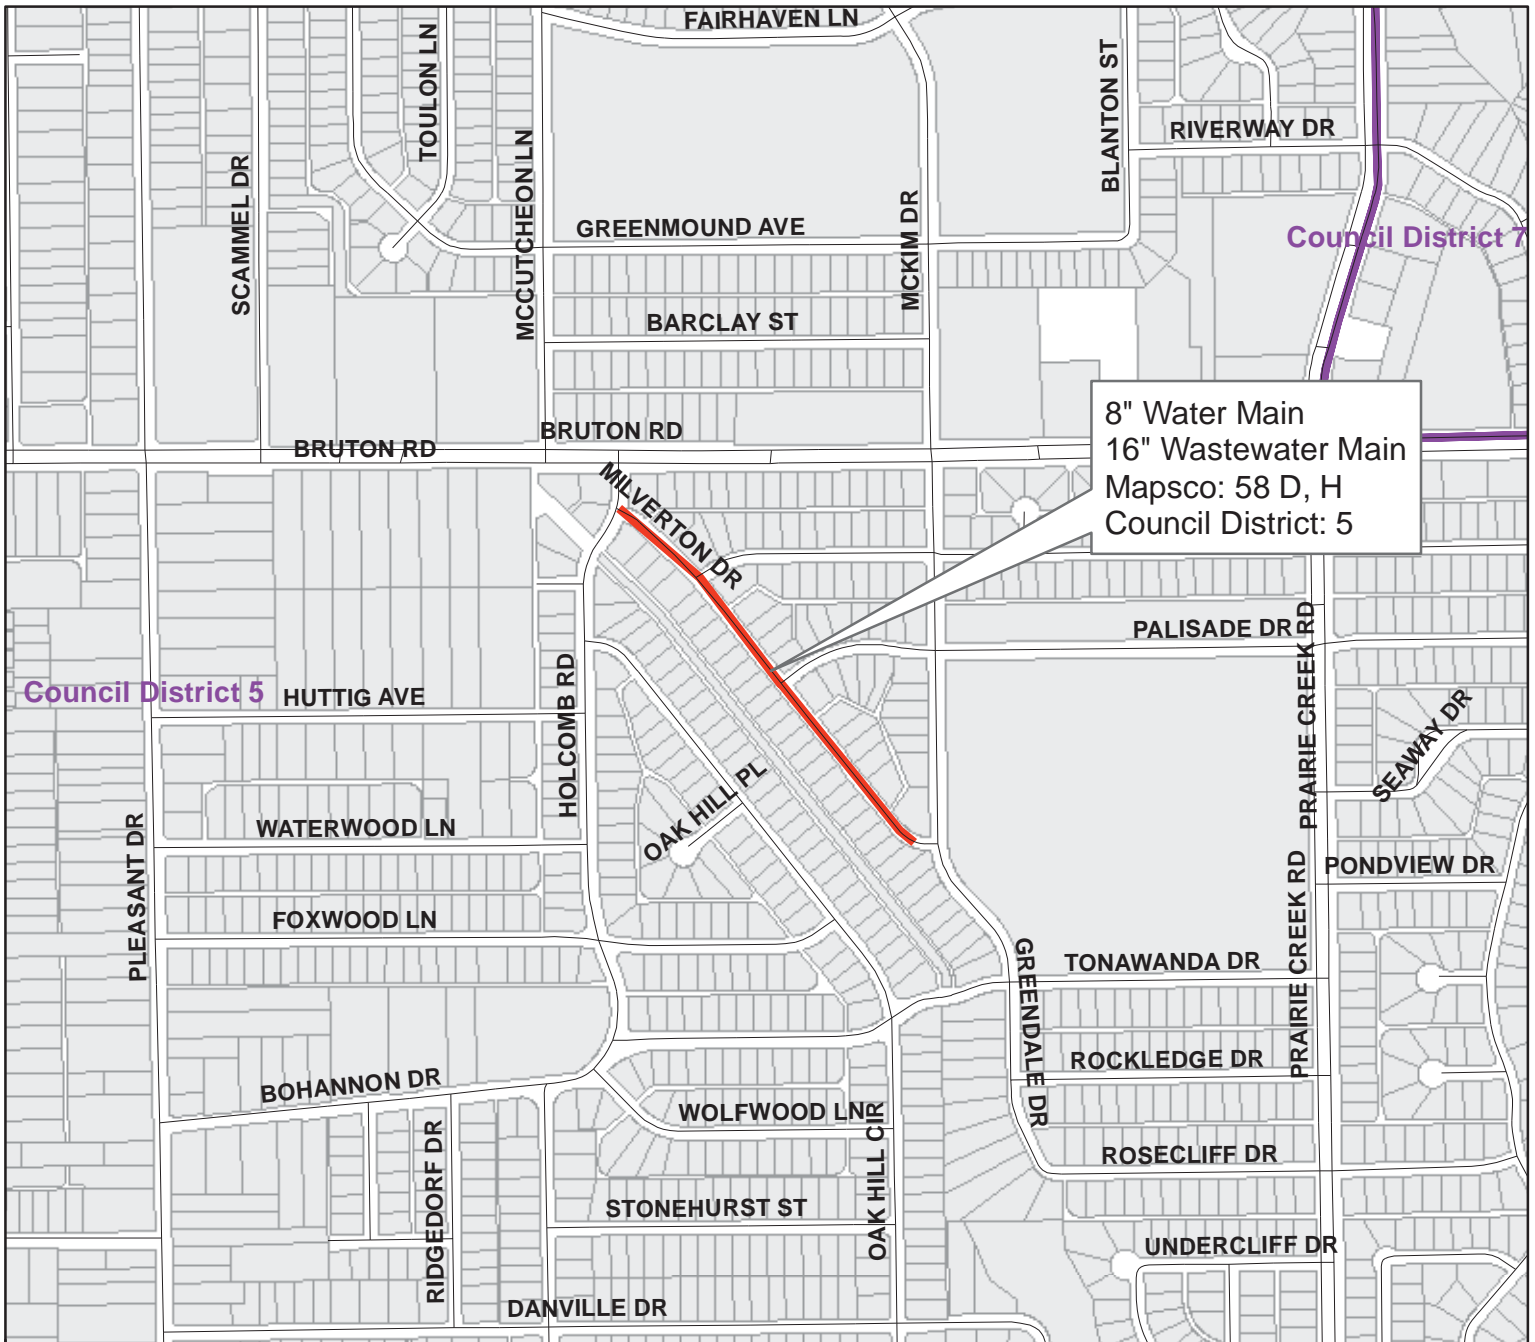 FAIRHAVEN LN
TOULON LN
BLANTON ST
RIVERWAY DR
SCAMMEL DR
MCCUTCHEON LN
MCKIM DR
GREENMOUND AVE
Council District 7
BARCLAY ST
BRUTON RD
BRUTON RD
8" Water Main
16" Wastewater Main
Mapsco: 58 D, H
Council District: 5
MILVERTON DR
PALISADE DR
PRAIRIE CREEK RD
Council District 5
HUTTIG AVE
HOLCOMB RD
SEAWAY DR
OAK HILL PL
WATERWOOD LN
PLEASANT DR
PONDVIEW DR
FOXWOOD LN
PRAIRIE CREEK RD
TONAWANDA DR
GREENDALE DR
ROCKLEDGE DR
BOHANNON DR
WOLFWOOD LN
OAK HILL CIR
RIDGEDORF DR
ROSECLIFF DR
STONEHURST ST
UNDERCLIFF DR
DANVILLE DR